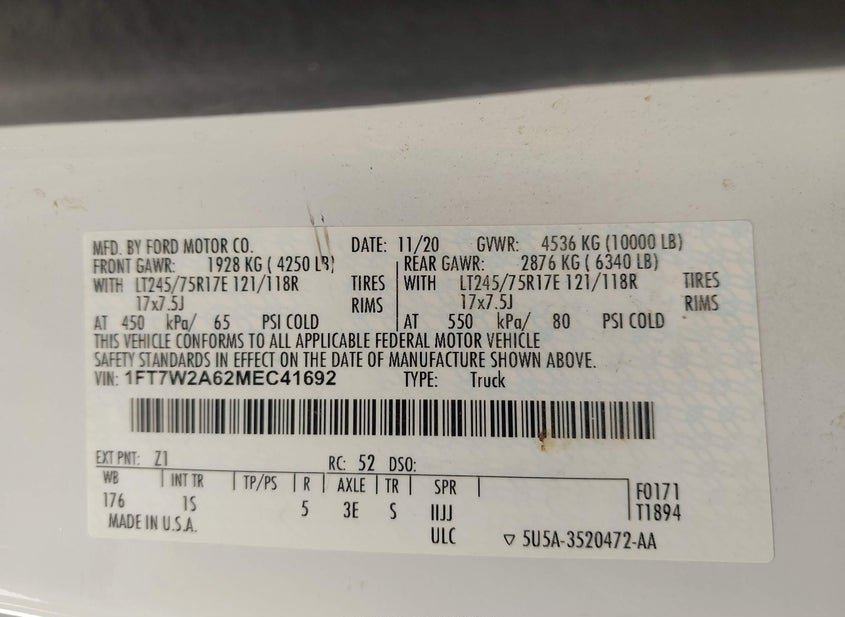 MFD. BY FORD MOTOR CO. DATE: 11/20 GVWR: 4536 KG (10000 LB)
FRONT GAWR: 1928 KG ( 4250 LB) REAR GAWR: 2876 KG ( 6340 LB)
WITH LT245/75R17E 121/118R TIRES WITH LT245/75R17E 121/118R TIRES
17x7.5J RIMS 17x7.5J RIMS
AT 450 kPa/ 65 PSI COLD AT 550 kPa/ 80 PSI COLD
THIS VEHICLE CONFORMS TO ALL APPLICABLE FEDERAL MOTOR VEHICLE
SAFETY STANDARDS IN EFFECT ON THE DATE OF MANUFACTURE SHOWN ABOVE.
VIN: 1FT7W2A62MEC41692 TYPE: Truck
EXT PNT: Z1 RC: 52 DSO:
WB INT TR TP/PS R AXLE TR SPR F0171
176 1S 5 3E S IIJJ T1894
MADE IN U.S.A. ULC ▽ 5U5A-3520472-AA